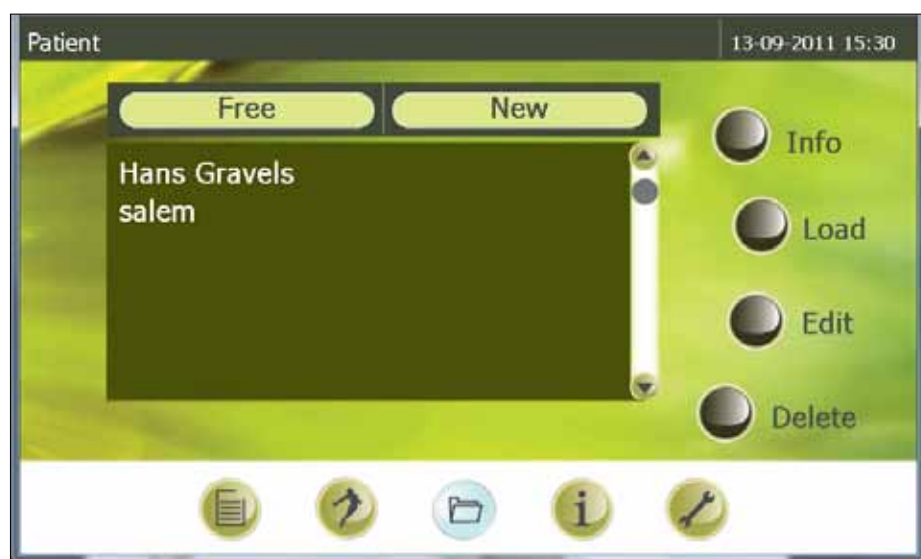 Patient 13-09-2011 15:30
Free New
Hans Gravels
salem
Info
Load
Edit
Delete
i